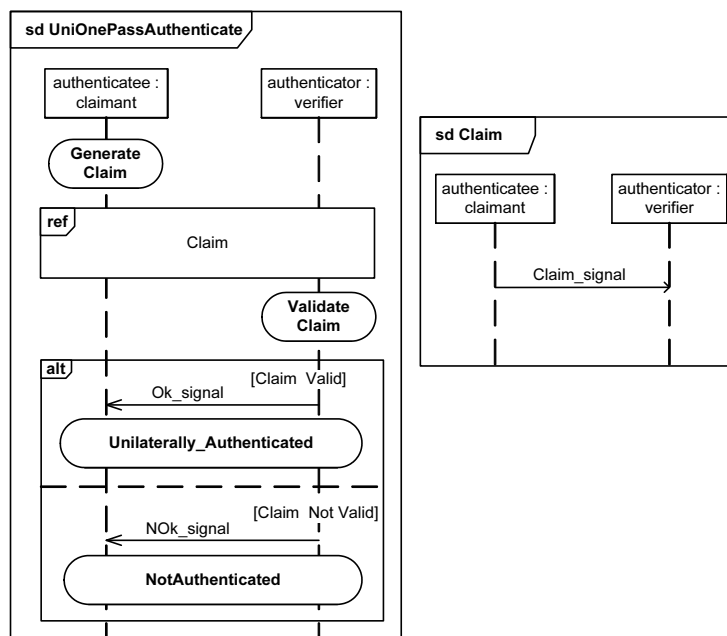 sd UniOnePassAuthenticate
authenticatee :
claimant
authenticator :
verifier
Generate
Claim
ref
Claim
Validate
Claim
alt
[Claim Valid]
Ok_signal
Unilaterally_Authenticated
[Claim Not Valid]
NOk_signal
NotAuthenticated
sd Claim
authenticatee :
claimant
authenticator :
verifier
Claim_signal